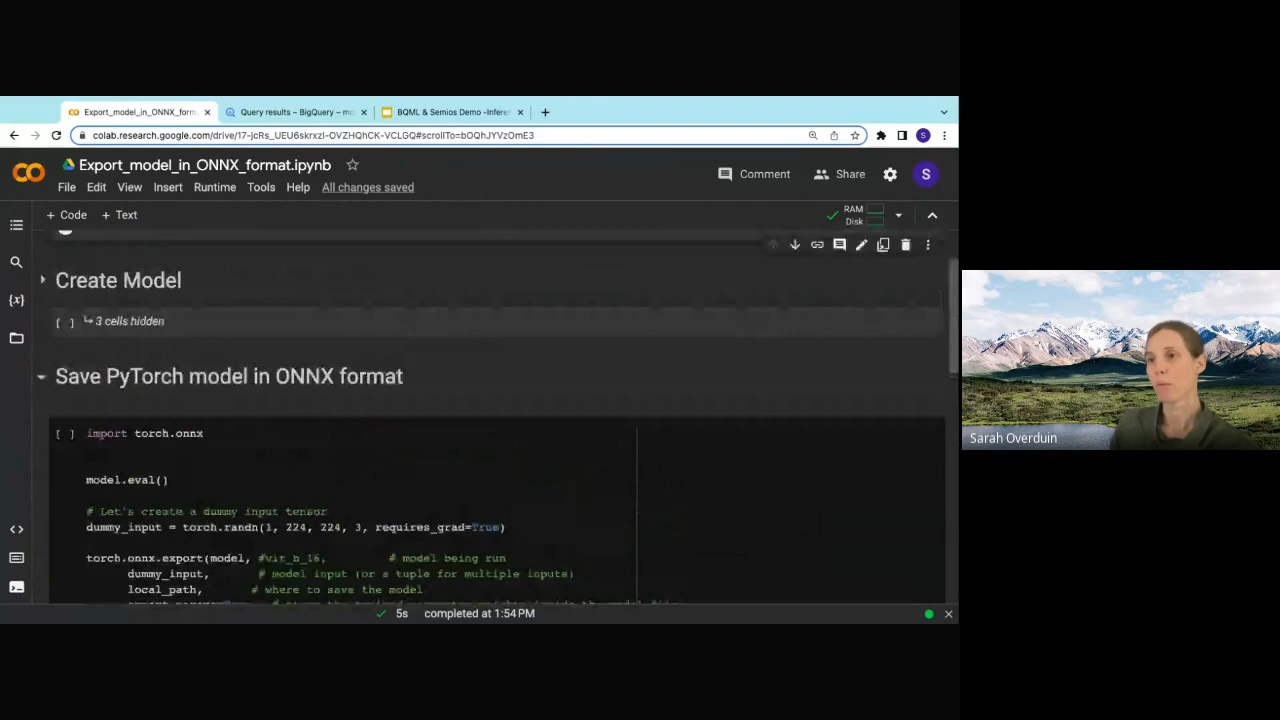 Export_model_in_ONNX_form
Query results – BigQuery – mo
BQML & Semios Demo -Infere
colab.research.google.com/drive/17-jcRs_UEU6skrxzl-OVZHQhCK-VCLGQ#scrollTo=bOQhJYVzOmE3
S
Export_model_in_ONNX_format.ipynb
Comment
Share
S
File Edit View Insert Runtime Tools Help All changes saved
+ Code + Text
RAM
Disk
Create Model
[ ] 3 cells hidden
Save PyTorch model in ONNX format
[ ] import torch.onnx
model.eval()
# Let's create a dummy input tensor
dummy_input = torch.randn(1, 224, 224, 3, requires_grad=True)
torch.onnx.export(model, #vit_h_16, # model being run
dummy_input, # model input (or a tuple for multiple inputs)
local_path, # where to save the model
5s completed at 1:54 PM
Sarah Overduin